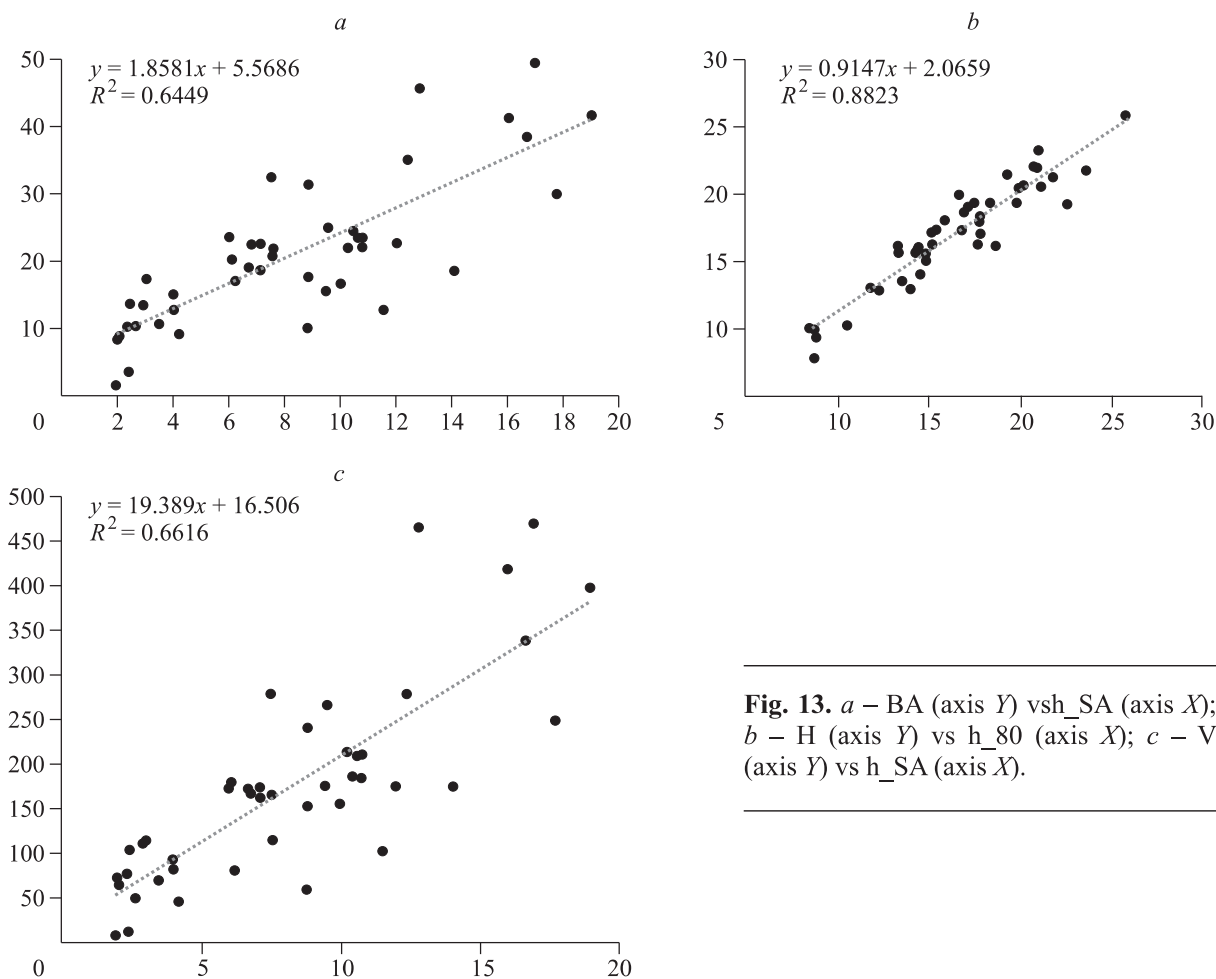 a
y = 1.8581x + 5.5686
R² = 0.6449
50
40
30
20
10
0
2 4 6 8 10 12 14 16 18 20
b
y = 0.9147x + 2.0659
R² = 0.8823
30
25
20
15
10
5
10 15 20 25 30
c
y = 19.389x + 16.506
R² = 0.6616
500
450
400
350
300
250
200
150
100
50
0
5 10 15 20
Fig. 13. a – BA (axis Y) vsh_SA (axis X);
b – H (axis Y) vs h_80 (axis X); c – V
(axis Y) vs h_SA (axis X).